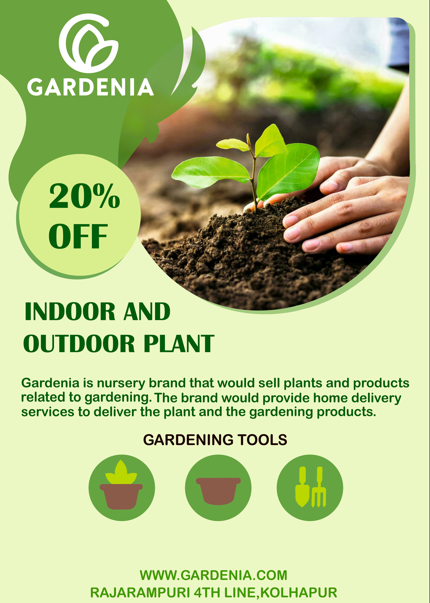 GARDENIA
20%
OFF
INDOOR AND
OUTDOOR PLANT
Gardenia is nursery brand that would sell plants and products
related to gardening. The brand would provide home delivery
services to deliver the plant and the gardening products.
GARDENING TOOLS
WWW.GARDENIA.COM
RAJARAMPURI 4TH LINE,KOLHAPUR